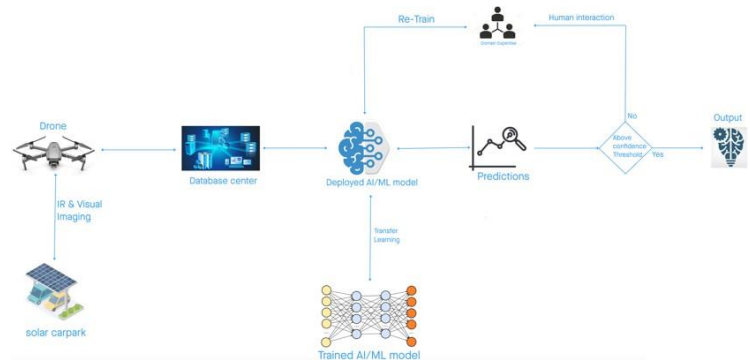 Re-Train
Human interaction
Domain Expertise
Drone
No
Output
Above
confidence
Threshold
Yes
Database center
Deployed AI/ML model
Predictions
IR & Visual
Imaging
Transfer
Learning
solar carpark
Trained AI/ML model